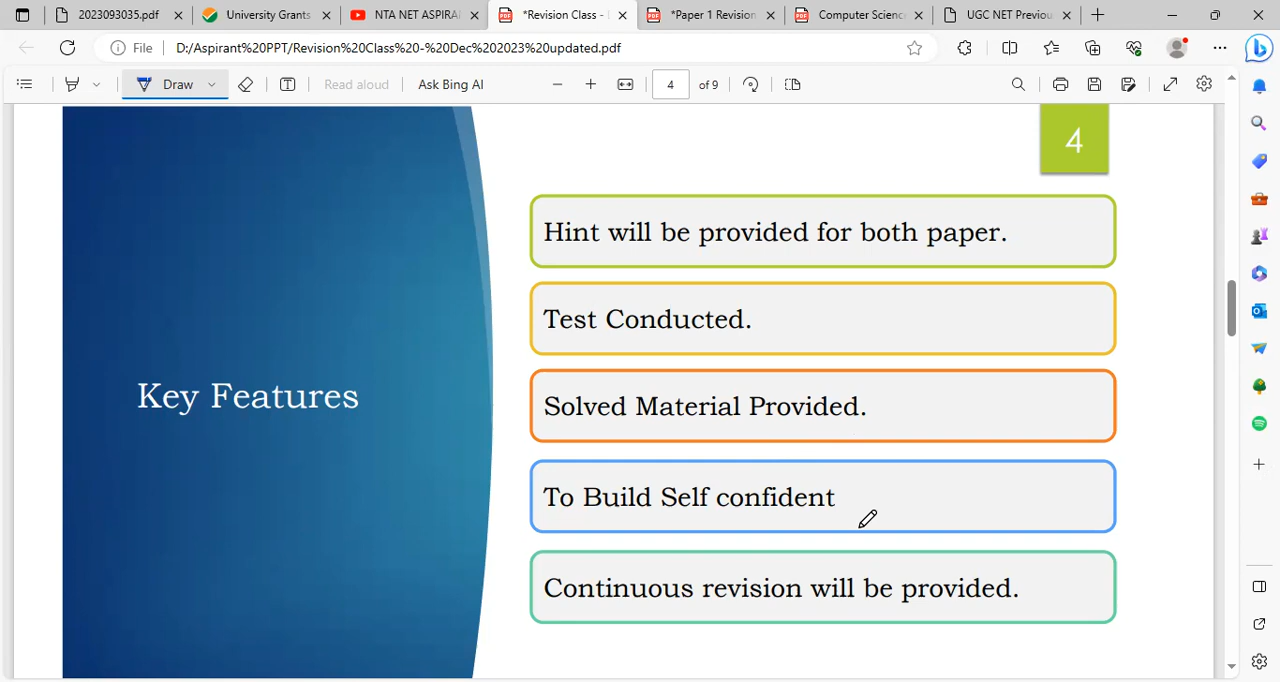 2023093035.pdf
University Grants
NTA NET ASPIRA
*Revision Class -
*Paper 1 Revision
Computer Scienc
UGC NET Previou
File
D:/Aspirant%20PPT/Revision%20Class%20-%20Dec%202023%20updated.pdf
Draw
Read aloud
Ask Bing AI
4
of 9
4
Key Features
Hint will be provided for both paper.
Test Conducted.
Solved Material Provided.
To Build Self confident
Continuous revision will be provided.